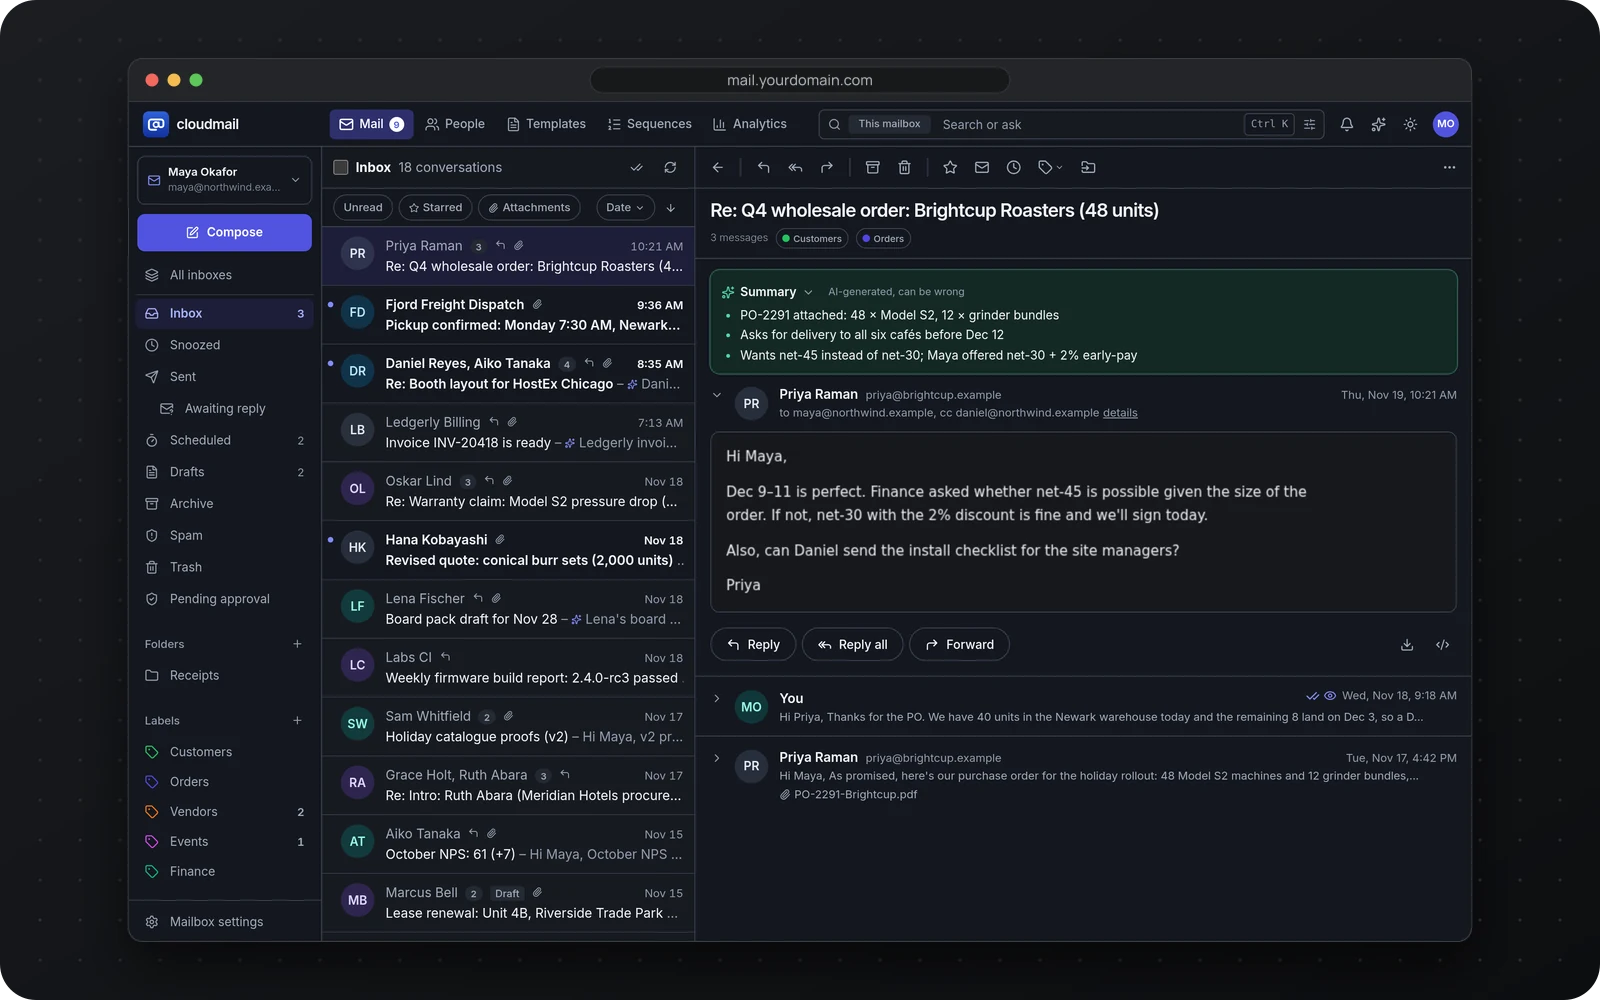 mail.yourdomain.com
cloudmail
Mail 9
People
Templates
Sequences
Analytics
This mailbox
Search or ask
Ctrl K
MO
Maya Okafor
maya@northwind.exa...
Compose
All inboxes
Inbox 3
Snoozed
Sent
Awaiting reply
Scheduled 2
Drafts 2
Archive
Spam
Trash
Pending approval
Folders +
Receipts
Labels +
Customers
Orders
Vendors 2
Events 1
Finance
Mailbox settings
Inbox 18 conversations
Unread
Starred
Attachments
Date
PR
Priya Raman 3 10:21 AM
Re: Q4 wholesale order: Brightcup Roasters (4...
FD
Fjord Freight Dispatch 9:36 AM
Pickup confirmed: Monday 7:30 AM, Newark...
DR
Daniel Reyes, Aiko Tanaka 4 8:35 AM
Re: Booth layout for HostEx Chicago – Dani...
LB
Ledgerly Billing 7:13 AM
Invoice INV-20418 is ready – Ledgerly invoi...
OL
Oskar Lind 3 Nov 18
Re: Warranty claim: Model S2 pressure drop (...
HK
Hana Kobayashi Nov 18
Revised quote: conical burr sets (2,000 units) ..
LF
Lena Fischer Nov 18
Board pack draft for Nov 28 – Lena's board ...
LC
Labs CI Nov 18
Weekly firmware build report: 2.4.0-rc3 passed .
SW
Sam Whitfield 2 Nov 17
Holiday catalogue proofs (v2) – Hi Maya, v2 pr...
RA
Grace Holt, Ruth Abara 3 Nov 17
Re: Intro: Ruth Abara (Meridian Hotels procure...
AT
Aiko Tanaka Nov 15
October NPS: 61 (+7) – Hi Maya, October NPS ...
MB
Marcus Bell 2 Draft Nov 15
Lease renewal: Unit 4B, Riverside Trade Park ...
Re: Q4 wholesale order: Brightcup Roasters (48 units)
3 messages Customers Orders
Summary AI-generated, can be wrong
• PO-2291 attached: 48 × Model S2, 12 × grinder bundles
• Asks for delivery to all six cafés before Dec 12
• Wants net-45 instead of net-30; Maya offered net-30 + 2% early-pay
PR
Priya Raman priya@brightcup.example Thu, Nov 19, 10:21 AM
to maya@northwind.example, cc daniel@northwind.example details
Hi Maya,
Dec 9–11 is perfect. Finance asked whether net-45 is possible given the size of the
order. If not, net-30 with the 2% discount is fine and we'll sign today.
Also, can Daniel send the install checklist for the site managers?
Priya
Reply
Reply all
Forward
MO
You Wed, Nov 18, 9:18 AM
Hi Priya, Thanks for the PO. We have 40 units in the Newark warehouse today and the remaining 8 land on Dec 3, so a D...
PR
Priya Raman priya@brightcup.example Tue, Nov 17, 4:42 PM
Hi Maya, As promised, here's our purchase order for the holiday rollout: 48 Model S2 machines and 12 grinder bundles,...
PO-2291-Brightcup.pdf